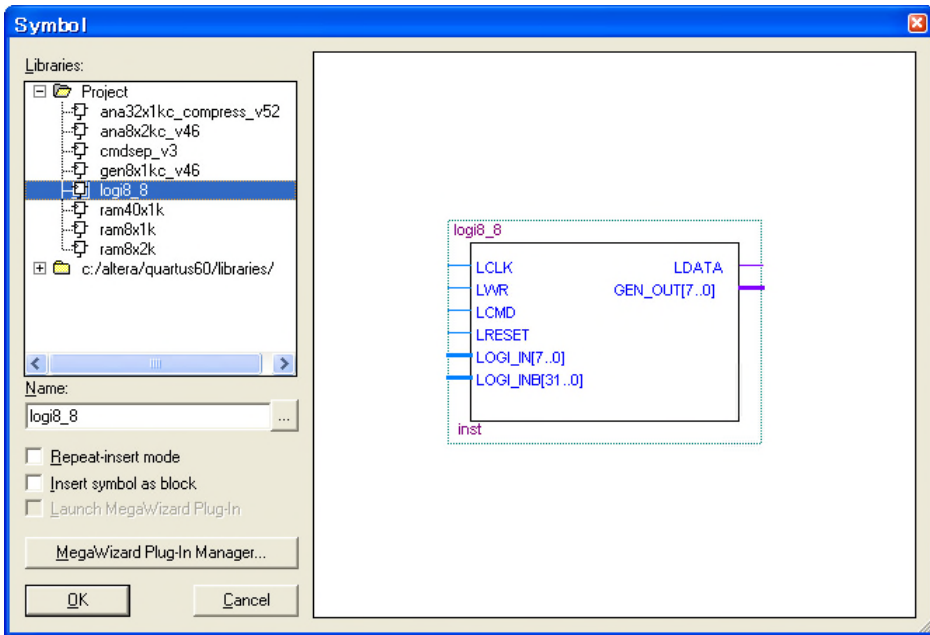 Symbol
Libraries:
Project
ana32x1kc_compress_v52
ana8x2kc_v46
cmdsep_v3
gen8x1kc_v46
logi8_8
ram40x1k
ram8x1k
ram8x2k
c:/altera/quartus60/libraries/
Name:
logi8_8
...
Repeat-insert mode
Insert symbol as block
Launch MegaWizard Plug-In
MegaWizard Plug-In Manager...
OK
Cancel
logi8_8
LCLK LDATA
LWR GEN_OUT[7..0]
LCMD
LRESET
LOGI_IN[7..0]
LOGI_INB[31..0]
inst